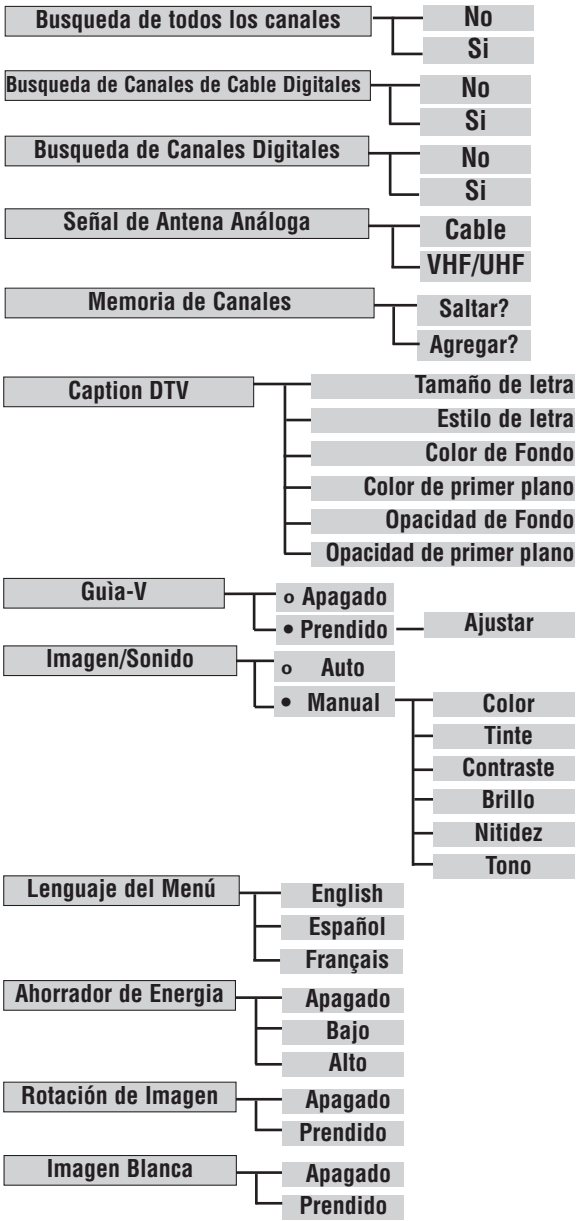 Busqueda de todos los canales
No
Si
Busqueda de Canales de Cable Digitales
No
Si
Busqueda de Canales Digitales
No
Si
Señal de Antena Análoga
Cable
VHF/UHF
Memoria de Canales
Saltar?
Agregar?
Caption DTV
Tamaño de letra
Estilo de letra
Color de Fondo
Color de primer plano
Opacidad de Fondo
Opacidad de primer plano
Guìa-V
o Apagado
• Prendido
Ajustar
Imagen/Sonido
o Auto
• Manual
Color
Tinte
Contraste
Brillo
Nitidez
Tono
Lenguaje del Menú
English
Español
Français
Ahorrador de Energia
Apagado
Bajo
Alto
Rotación de Imagen
Apagado
Prendido
Imagen Blanca
Apagado
Prendido